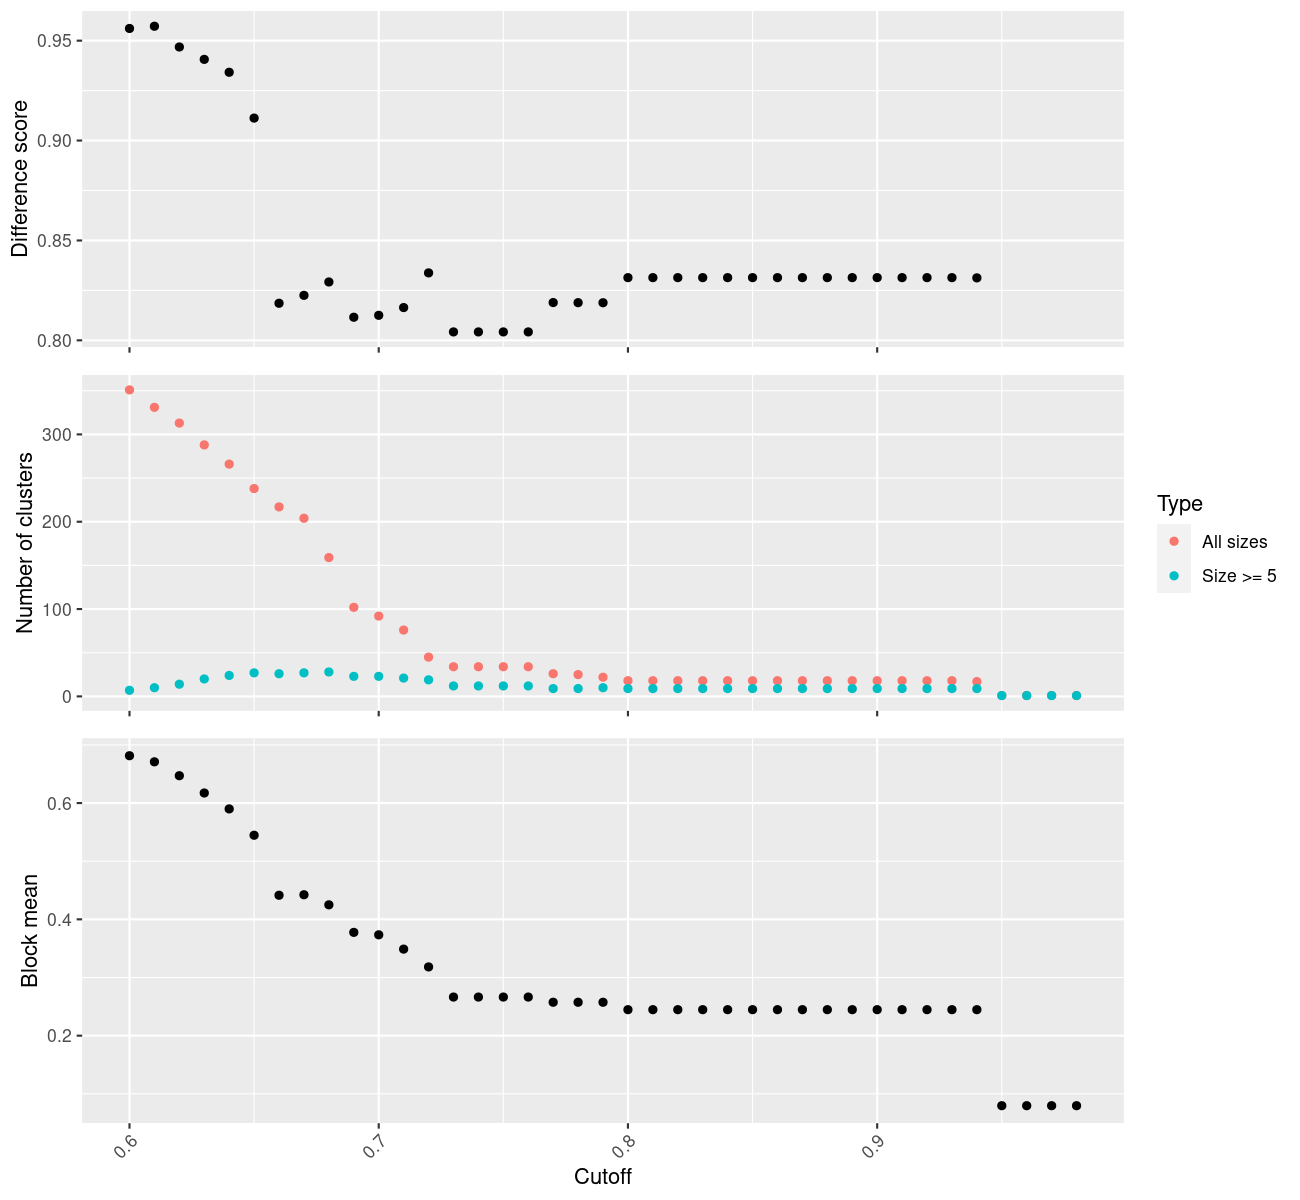 Difference score
0.95
0.90
0.85
0.80
Number of clusters
300
200
100
0
Type
All sizes
Size >= 5
Block mean
0.6
0.4
0.2
0.6
0.7
0.8
0.9
Cutoff